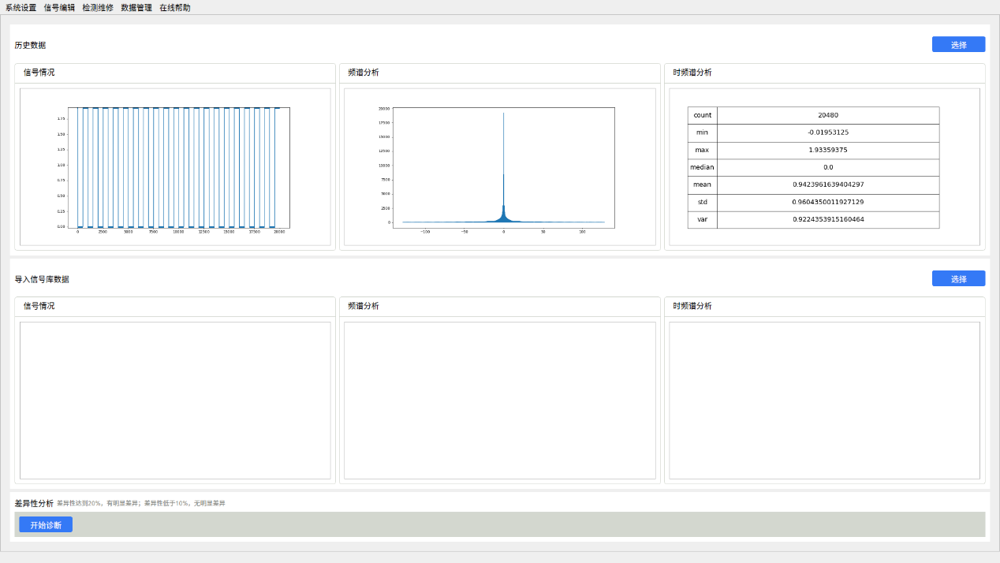 系统设置 信号编辑 检测维修 数据管理 在线帮助
历史数据 选择
信号情况 频谱分析 时频谱分析
1.75
1.50
1.25
1.00
0.75
0.50
0.25
0.00
0 2500 5000 7500 10000 12500 15000 17500 20000
20000
17500
15000
12500
10000
7500
5000
2500
0
−100 −50 0 50 100
count 20480
min -0.01953125
max 1.93359375
median 0.0
mean 0.9423961639404297
std 0.9604350011927129
var 0.9224353915160464
导入信号库数据 选择
信号情况 频谱分析 时频谱分析
差异性分析 差异性达到20%，有明显差异；差异性低于10%，无明显差异
开始诊断